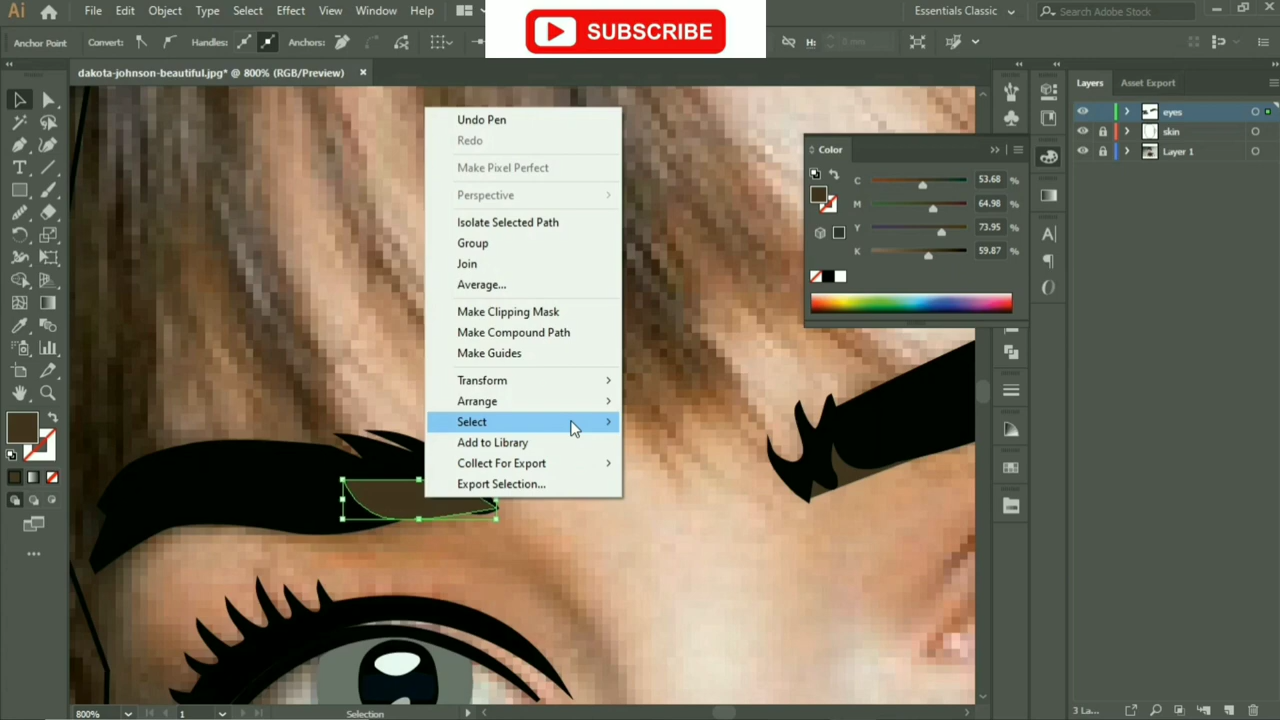 Ai File Edit Object Type Select Effect View Window Help
SUBSCRIBE
Essentials Classic
Search Adobe Stock
Anchor Point Convert: Handles: Anchors: H: 0 mm
dakota-johnson-beautiful.jpg* @ 800% (RGB/Preview) ×
Undo Pen
Redo
Make Pixel Perfect
Perspective
Isolate Selected Path
Group
Join
Average...
Make Clipping Mask
Make Compound Path
Make Guides
Transform
Arrange
Select
Add to Library
Collect For Export
Export Selection...
Color
C 53.68 %
M 64.98 %
Y 73.95 %
K 59.87 %
Layers Asset Export
eyes
skin
Layer 1
3 La...
800% 1 Selection